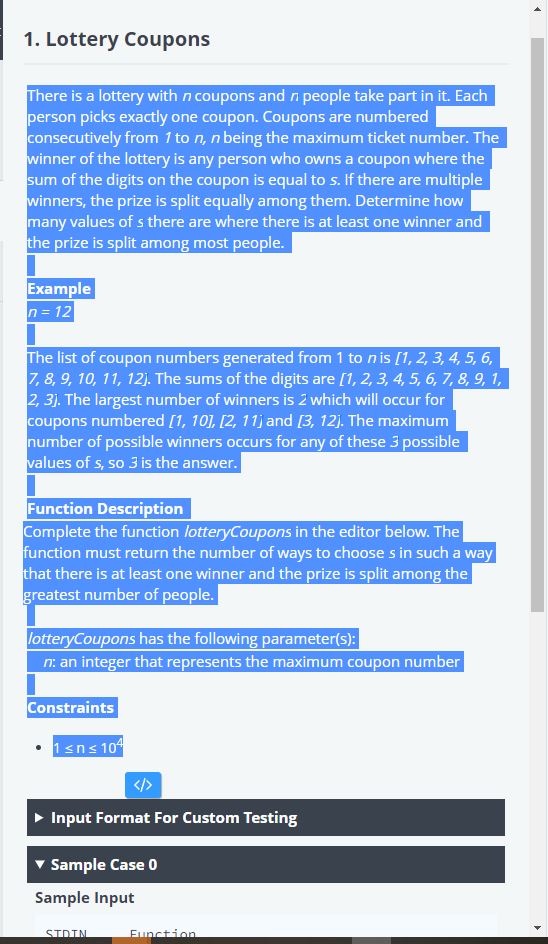 1. Lottery Coupons
There is a lottery with n coupons and n people take part in it. Each
person picks exactly one coupon. Coupons are numbered
consecutively from 1 to n, n being the maximum ticket number. The
winner of the lottery is any person who owns a coupon where the
sum of the digits on the coupon is equal to s. If there are multiple
winners, the prize is split equally among them. Determine how
many values of s there are where there is at least one winner and
the prize is split among most people.
Example
n = 12
The list of coupon numbers generated from 1 to n is [1, 2, 3, 4, 5, 6,
7, 8, 9, 10, 11, 12]. The sums of the digits are [1, 2, 3, 4, 5, 6, 7, 8, 9, 1,
2, 3]. The largest number of winners is 2 which will occur for
coupons numbered [1, 10], [2, 11] and [3, 12]. The maximum
number of possible winners occurs for any of these 3 possible
values of s, so 3 is the answer.
Function Description
Complete the function lotteryCoupons in the editor below. The
function must return the number of ways to choose s in such a way
that there is at least one winner and the prize is split among the
greatest number of people.
lotteryCoupons has the following parameter(s):
n: an integer that represents the maximum coupon number
Constraints
• 1 ≤ n ≤ 10⁴
</>
▶ Input Format For Custom Testing
▼ Sample Case 0
Sample Input
STDIN Function